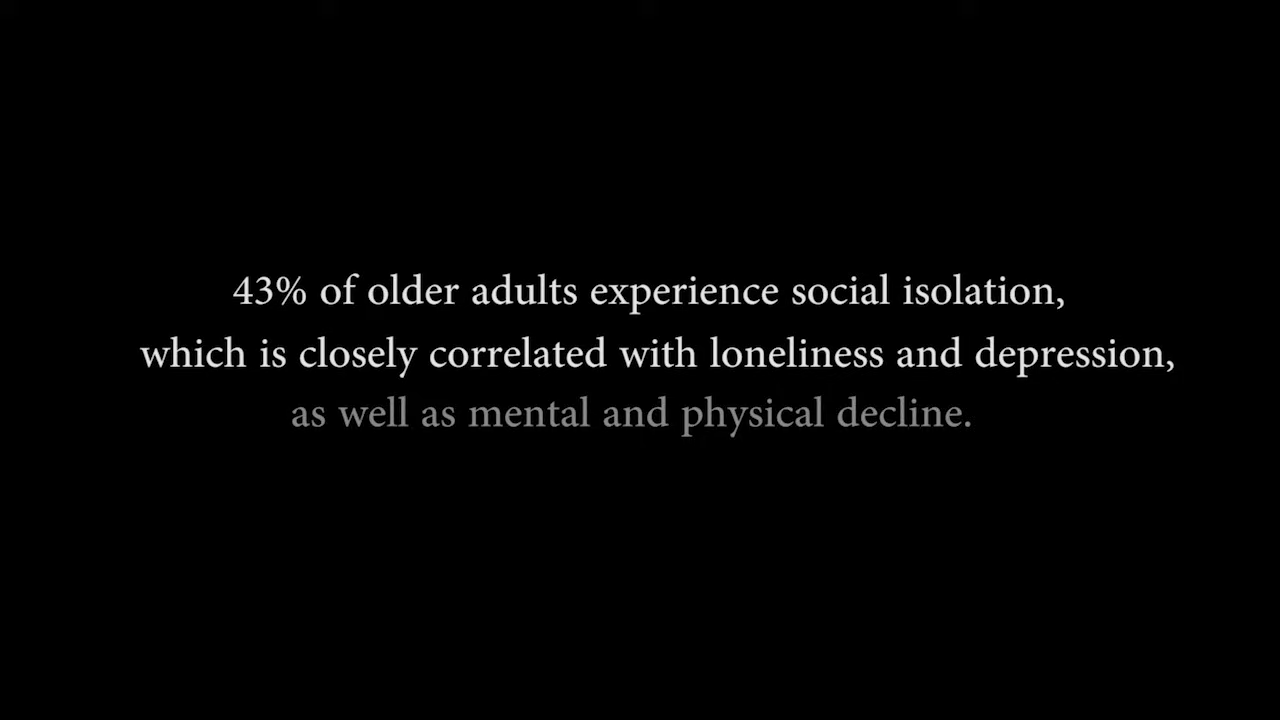 43% of older adults experience social isolation,
which is closely correlated with loneliness and depression,
as well as mental and physical decline.